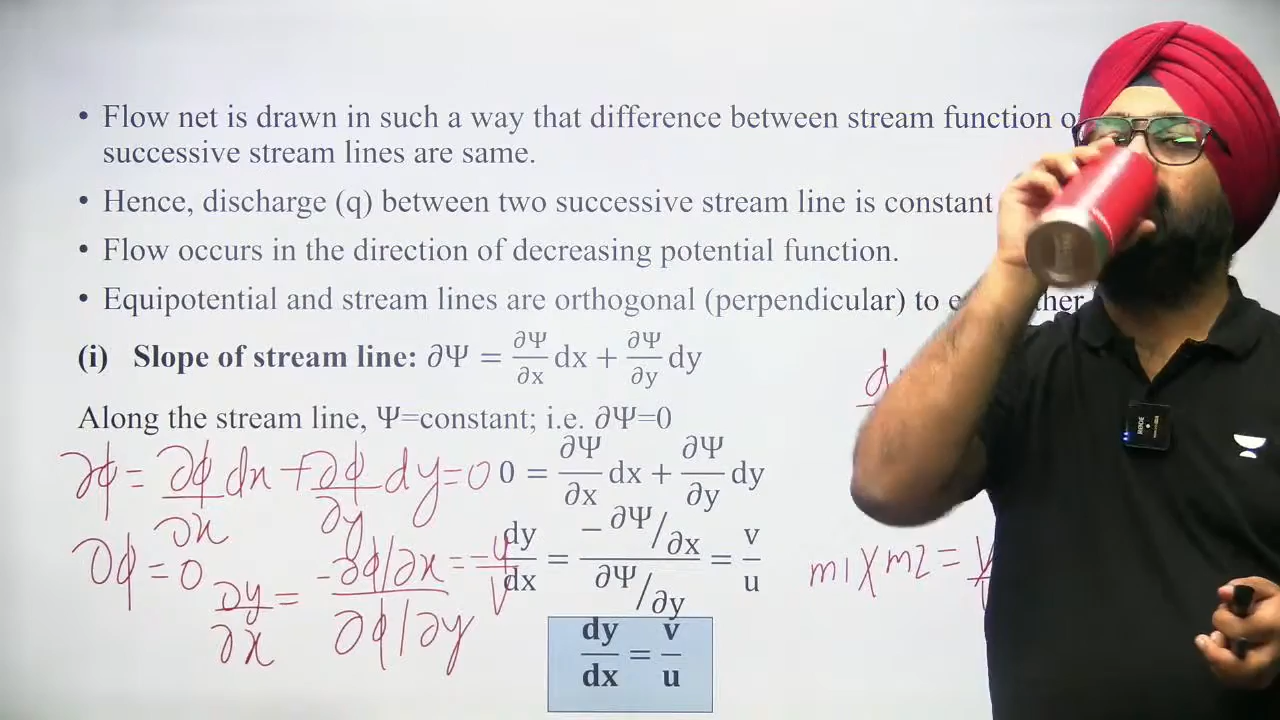 • Flow net is drawn in such a way that difference between stream function
successive stream lines are same.
• Hence, discharge (q) between two successive stream line is constant
• Flow occurs in the direction of decreasing potential function.
• Equipotential and stream lines are orthogonal (perpendicular) to
(i) Slope of stream line: ∂Ψ = ∂Ψ/∂x dx + ∂Ψ/∂y dy
Along the stream line, Ψ=constant; i.e. ∂Ψ=0
0 = ∂Ψ/∂x dx + ∂Ψ/∂y dy
dy/dx = -∂Ψ/∂x / ∂Ψ/∂y = v/u
dy/dx = v/u
∂ϕ = ∂ϕ/∂x dx + ∂ϕ/∂y dy = 0
∂ϕ = 0
∂y/∂x = -∂ϕ/∂x / ∂ϕ/∂y = -u/v
d
m1 X m2 =
RODE